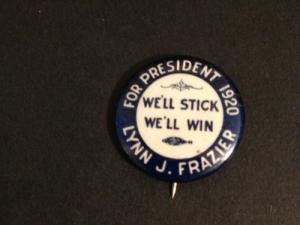 FOR PRESIDENT 1920
WE'LL STICK
WE'LL WIN
LYNN J. FRAZIER